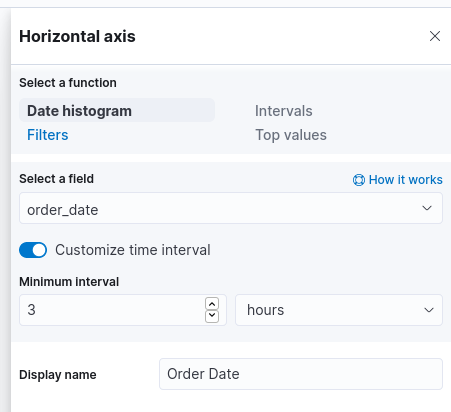 Horizontal axis
Select a function
Date histogram Intervals
Filters Top values
Select a field How it works
order_date
Customize time interval
Minimum interval
3 hours
Display name Order Date